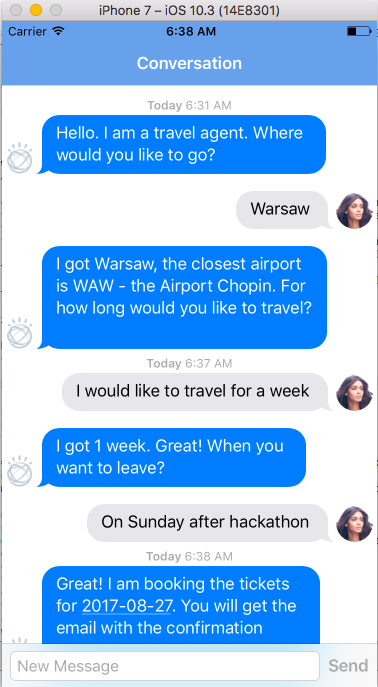 iPhone 7 – iOS 10.3 (14E8301)
Carrier 6:38 AM
Conversation
Today 6:31 AM
Hello. I am a travel agent. Where
would you like to go?
Warsaw
I got Warsaw, the closest airport
is WAW - the Airport Chopin. For
how long would you like to travel?
Today 6:37 AM
I would like to travel for a week
I got 1 week. Great! When you
want to leave?
On Sunday after hackathon
Today 6:38 AM
Great! I am booking the tickets
for 2017-08-27. You will get the
email with the confirmation
New Message Send